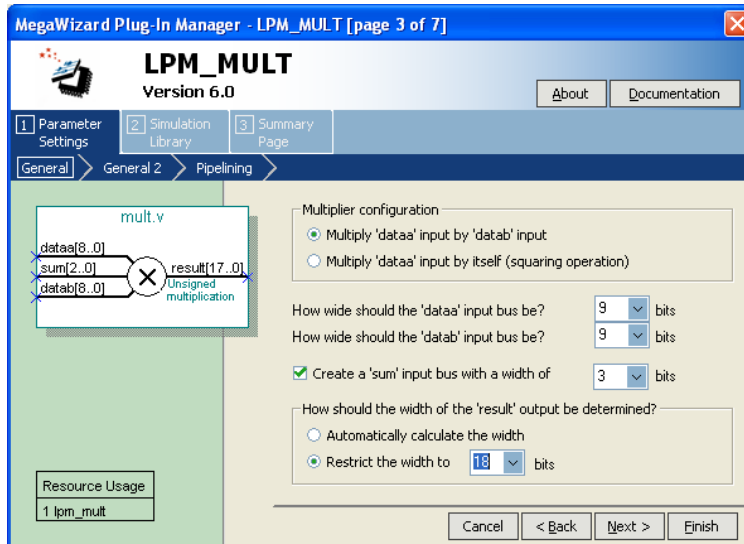 MegaWizard Plug-In Manager - LPM_MULT [page 3 of 7]
LPM_MULT
Version 6.0
About
Documentation
1 Parameter Settings
2 Simulation Library
3 Summary Page
General
General 2
Pipelining
mult.v
dataa[8..0]
sum[2..0]
datab[8..0]
result[17..0]
Unsigned
multiplication
Resource Usage
1 lpm_mult
Multiplier configuration
Multiply 'dataa' input by 'datab' input
Multiply 'dataa' input by itself (squaring operation)
How wide should the 'dataa' input bus be? 9 bits
How wide should the 'datab' input bus be? 9 bits
Create a 'sum' input bus with a width of 3 bits
How should the width of the 'result' output be determined?
Automatically calculate the width
Restrict the width to 18 bits
Cancel
< Back
Next >
Finish